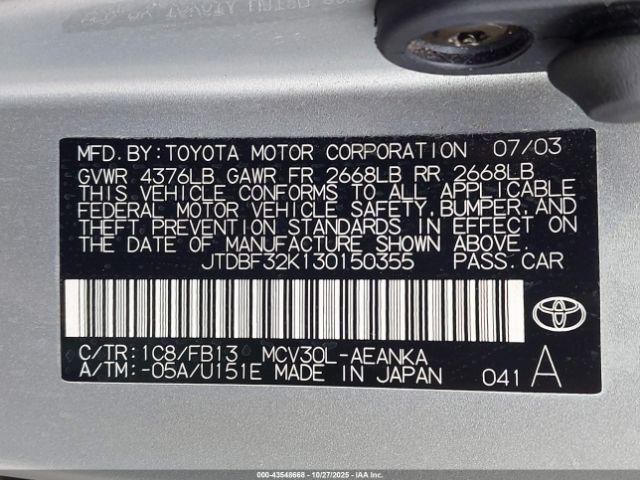 MFD. BY: TOYOTA MOTOR CORPORATION 07/03
GVWR 4376LB GAWR FR 2668LB RR 2668LB
THIS VEHICLE CONFORMS TO ALL APPLICABLE
FEDERAL MOTOR VEHICLE SAFETY, BUMPER, AND
THEFT PREVENTION STANDARDS IN EFFECT ON
THE DATE OF MANUFACTURE SHOWN ABOVE.
JTDBF32K130150355 PASS. CAR
C/TR: 1C8/FB13 MCV30L-AEANKA
A/TM: -05A/U151E MADE IN JAPAN 041 A
000-43548668 - 10/27/2025 - IAAI.COM